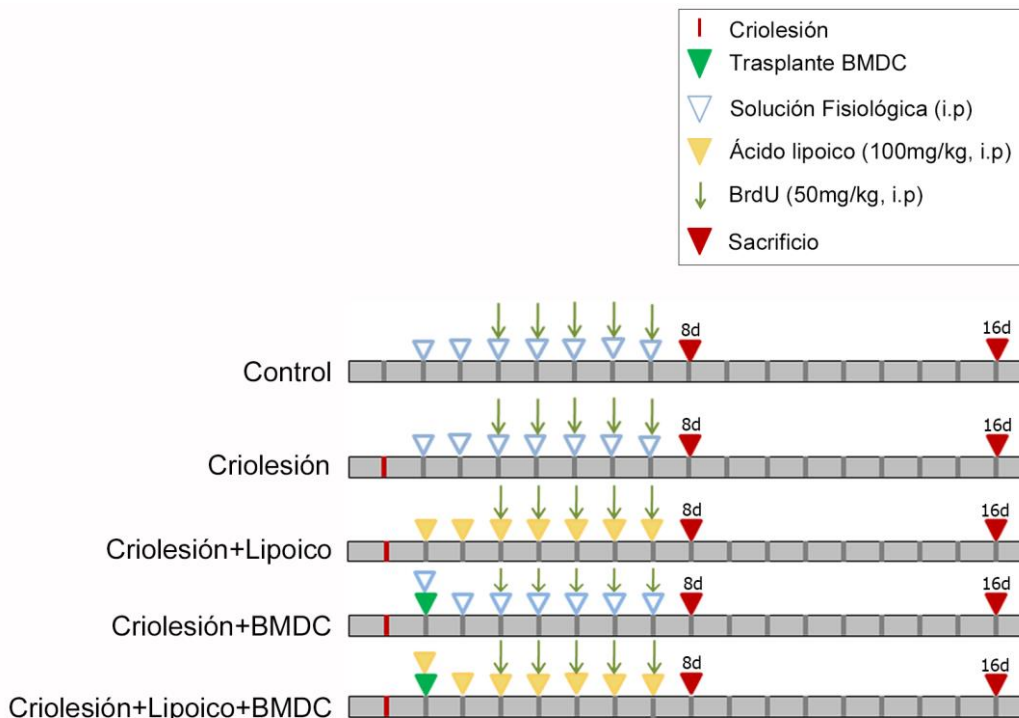 Criolesión
Trasplante BMDC
Solución Fisiológica (i.p)
Ácido lipoico (100mg/kg, i.p)
BrdU (50mg/kg, i.p)
Sacrificio
8d 16d
Control
8d 16d
Criolesión
8d 16d
Criolesión+Lipoico
8d 16d
Criolesión+BMDC
8d 16d
Criolesión+Lipoico+BMDC